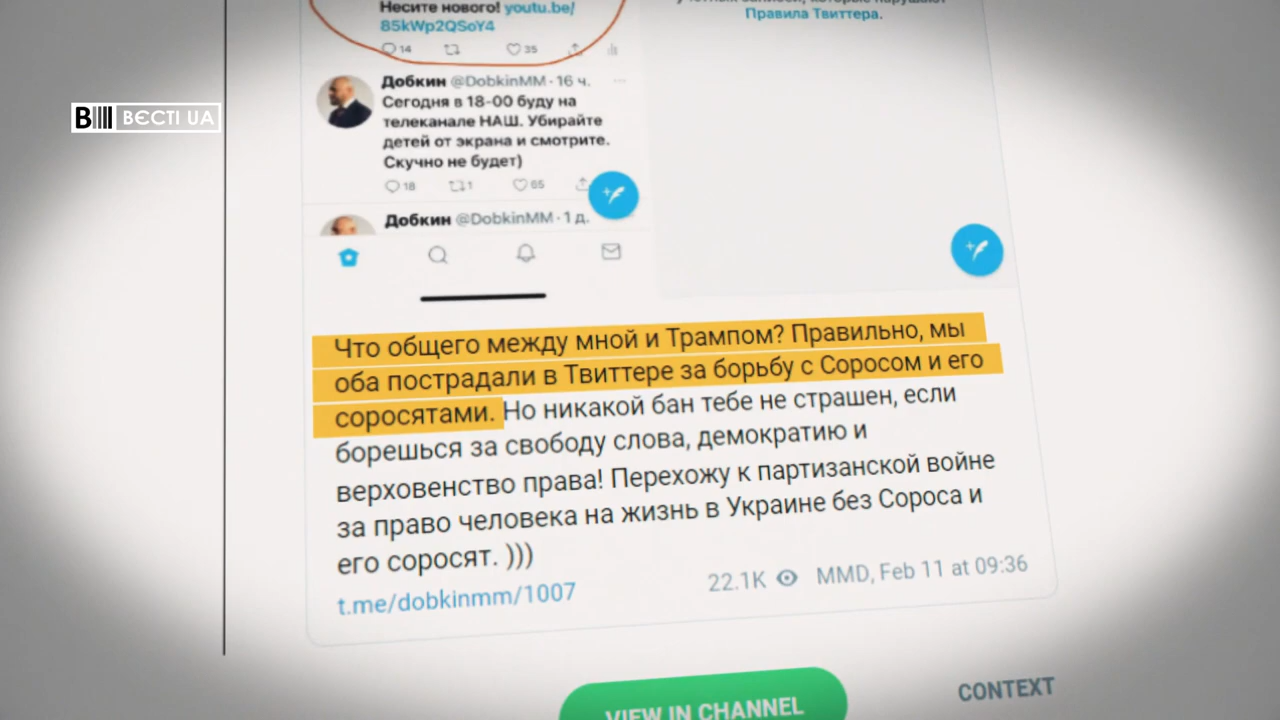 Несите нового! youtu.be/
85kWp2QSoY4
14 35
Правила Твиттера.
Добкин @DobkinMM · 16 ч.
Сегодня в 18-00 буду на
телеканале НАШ. Убирайте
детей от экрана и смотрите.
Скучно не будет)
18 1 65
Добкин @DobkinMM · 1 д.
В ВЄСТІ UA
Что общего между мной и Трампом? Правильно, мы
оба пострадали в Твиттере за борьбу с Соросом и его
соросятами. Но никакой бан тебе не страшен, если
борешься за свободу слова, демократию и
верховенство права! Перехожу к партизанской войне
за право человека на жизнь в Украине без Сороса и
его соросят. )))
t.me/dobkinmm/1007
22.1K MMD, Feb 11 at 09:36
VIEW IN CHANNEL
CONTEXT